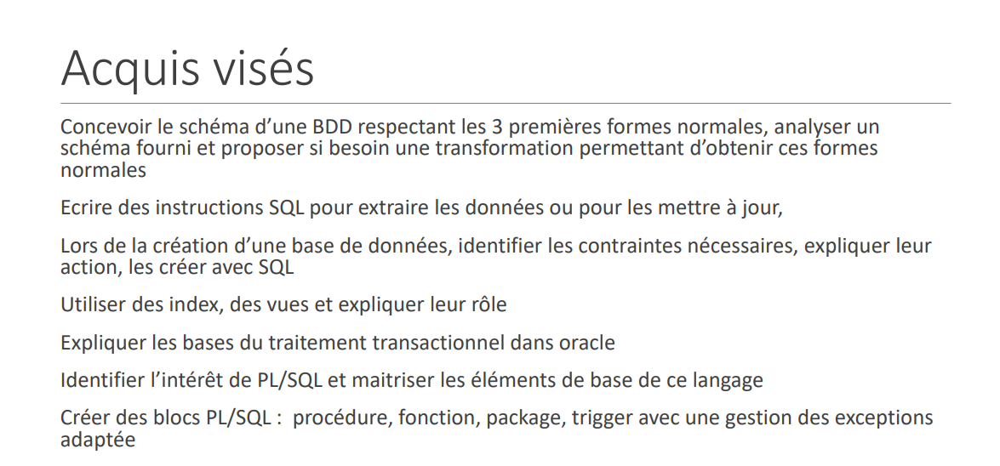 Acquis visés
Concevoir le schéma d’une BDD respectant les 3 premières formes normales, analyser un
schéma fourni et proposer si besoin une transformation permettant d’obtenir ces formes
normales
Ecrire des instructions SQL pour extraire les données ou pour les mettre à jour,
Lors de la création d’une base de données, identifier les contraintes nécessaires, expliquer leur
action, les créer avec SQL
Utiliser des index, des vues et expliquer leur rôle
Expliquer les bases du traitement transactionnel dans oracle
Identifier l’intérêt de PL/SQL et maitriser les éléments de base de ce langage
Créer des blocs PL/SQL :  procédure, fonction, package, trigger avec une gestion des exceptions
adaptée